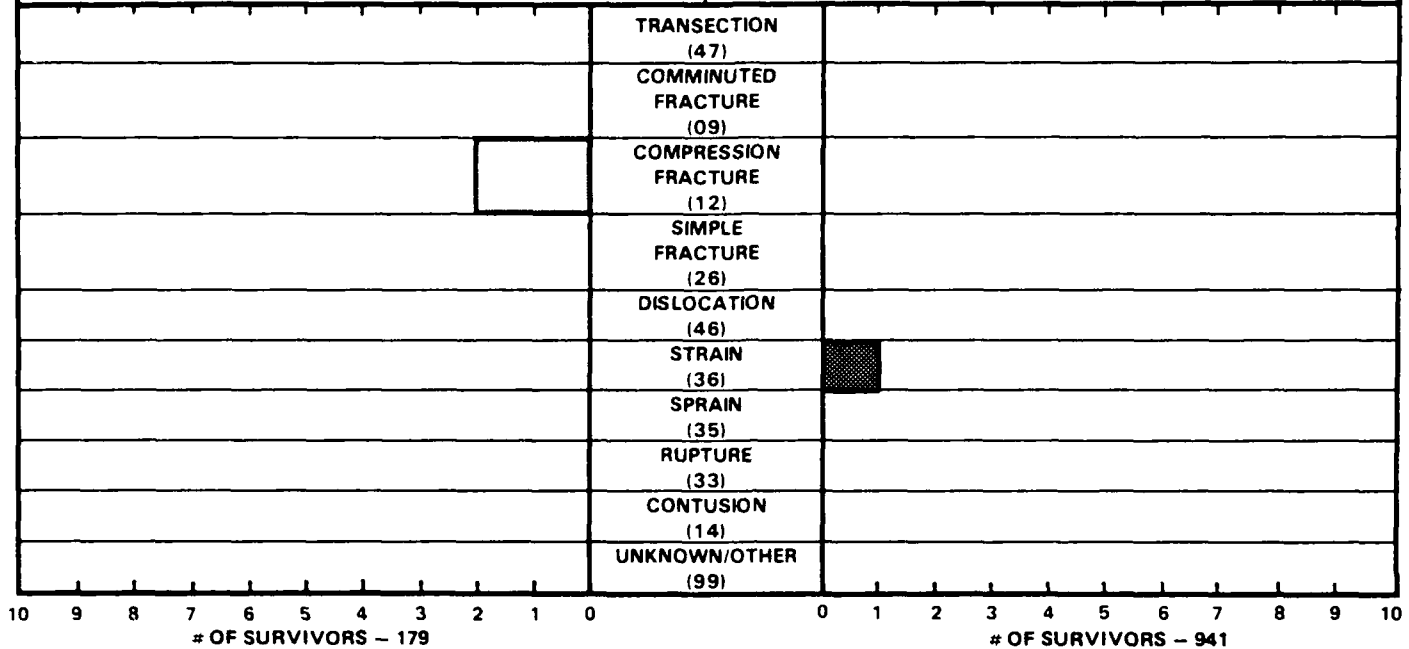 TRANSECTION
(47)
COMMINUTED
FRACTURE
(09)
COMPRESSION
FRACTURE
(12)
SIMPLE
FRACTURE
(26)
DISLOCATION
(46)
STRAIN
(36)
SPRAIN
(35)
RUPTURE
(33)
CONTUSION
(14)
UNKNOWN/OTHER
(99)
10 9 8 7 6 5 4 3 2 1 0
0 1 2 3 4 5 6 7 8 9 10
# OF SURVIVORS – 179
# OF SURVIVORS – 941